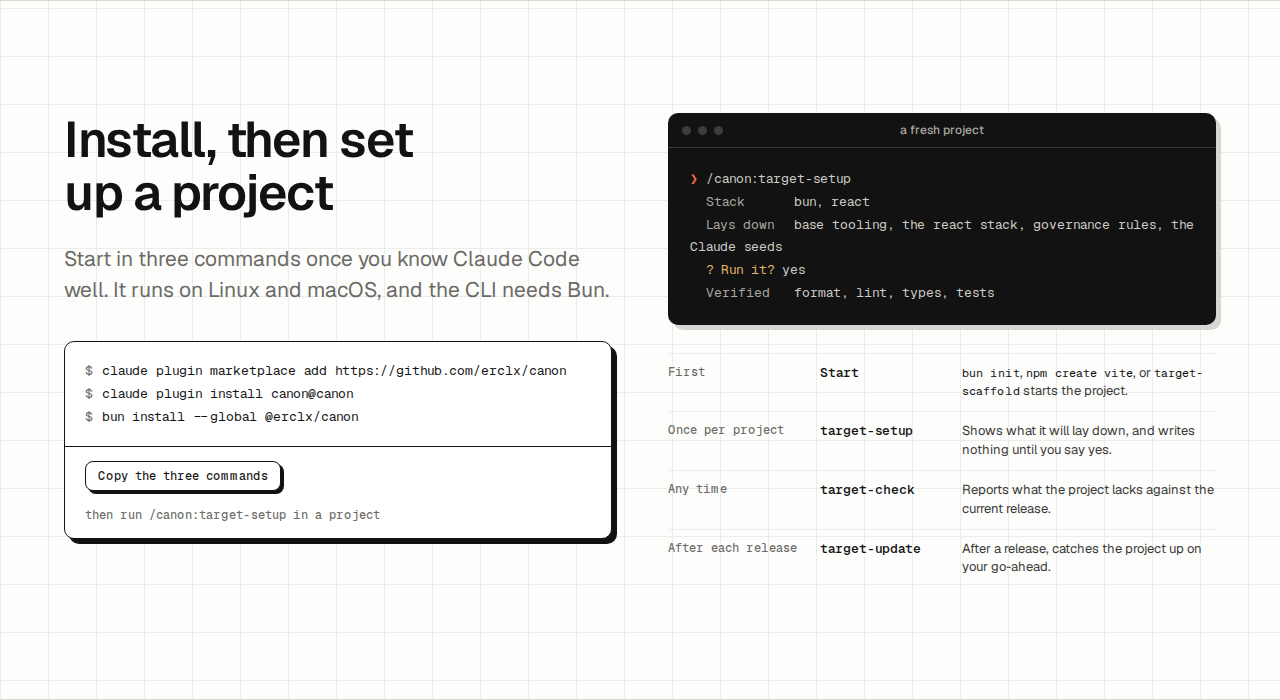 Install, then set
up a project
Start in three commands once you know Claude Code
well. It runs on Linux and macOS, and the CLI needs Bun.
$ claude plugin marketplace add https://github.com/erclx/canon
$ claude plugin install canon@canon
$ bun install --global @erclx/canon
Copy the three commands
then run /canon:target-setup in a project
a fresh project
❯ /canon:target-setup
Stack bun, react
Lays down base tooling, the react stack, governance rules, the
Claude seeds
? Run it? yes
Verified format, lint, types, tests
First Start bun init, npm create vite, or target-
scaffold starts the project.
Once per project target-setup Shows what it will lay down, and writes
nothing until you say yes.
Any time target-check Reports what the project lacks against the
current release.
After each release target-update After a release, catches the project up on
your go-ahead.